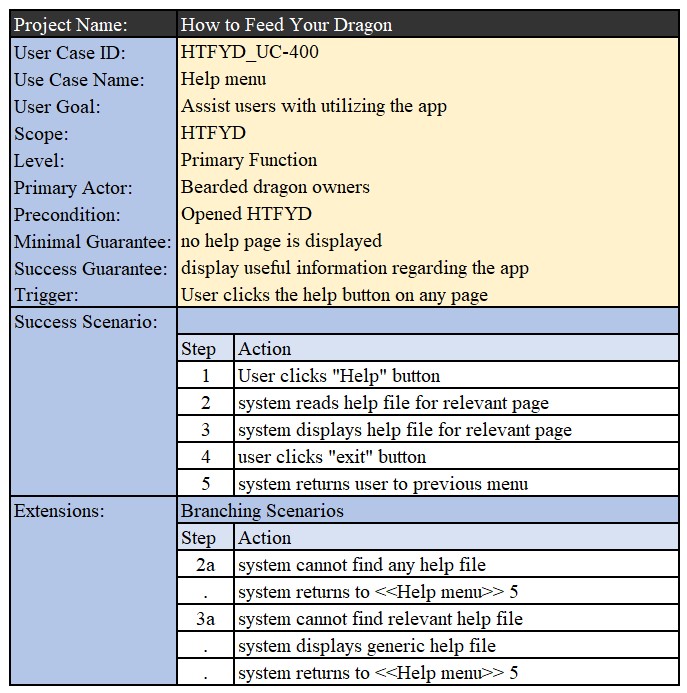 Project Name: How to Feed Your Dragon
User Case ID: HTFYD_UC-400
Use Case Name: Help menu
User Goal: Assist users with utilizing the app
Scope: HTFYD
Level: Primary Function
Primary Actor: Bearded dragon owners
Precondition: Opened HTFYD
Minimal Guarantee: no help page is displayed
Success Guarantee: display useful information regarding the app
Trigger: User clicks the help button on any page
Success Scenario:
Step Action
1 User clicks "Help" button
2 system reads help file for relevant page
3 system displays help file for relevant page
4 user clicks "exit" button
5 system returns user to previous menu
Extensions: Branching Scenarios
Step Action
2a system cannot find any help file
. system returns to <<Help menu>> 5
3a system cannot find relevant help file
. system displays generic help file
. system returns to <<Help menu>> 5